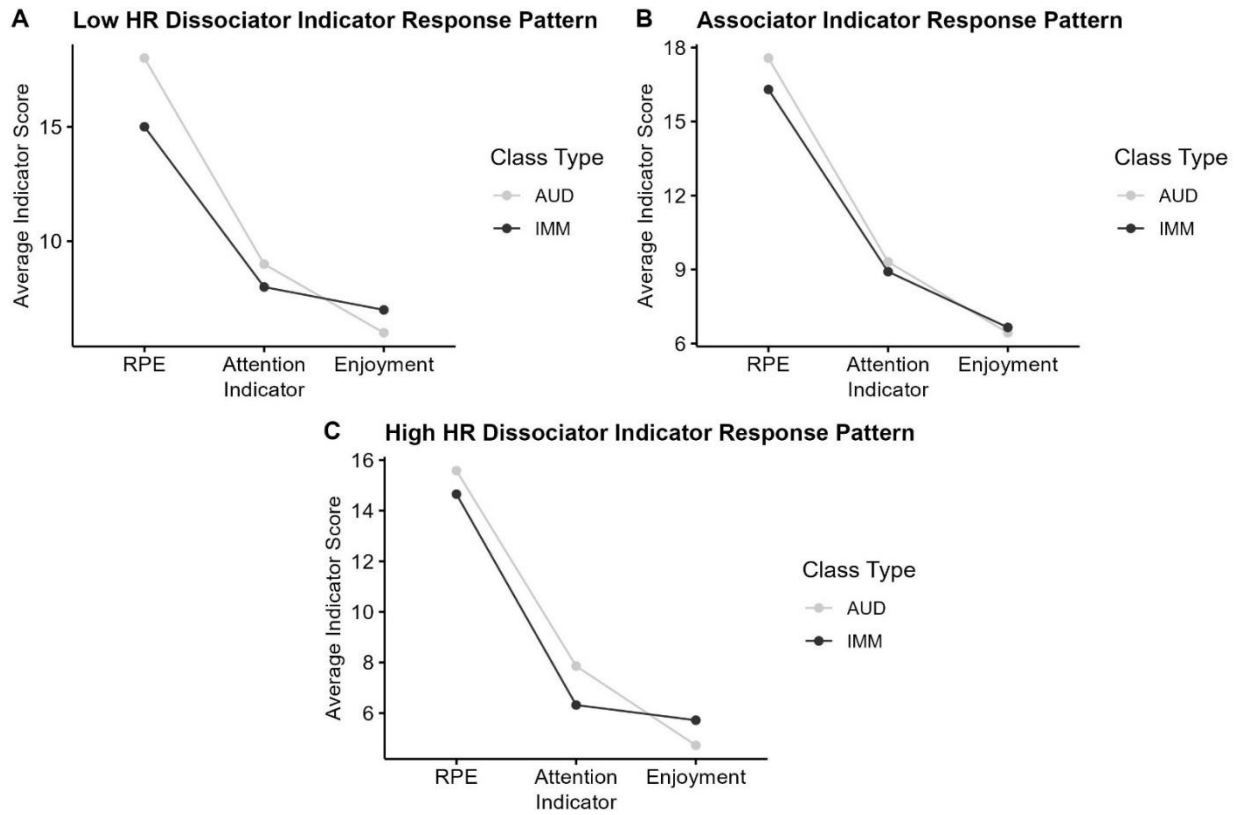 A Low HR Dissociator Indicator Response Pattern
Average Indicator Score
15
10
RPE
Attention
Indicator
Enjoyment
Class Type
AUD
IMM
B Associator Indicator Response Pattern
Average Indicator Score
18
15
12
9
6
RPE
Attention
Indicator
Enjoyment
Class Type
AUD
IMM
C High HR Dissociator Indicator Response Pattern
Average Indicator Score
16
14
12
10
8
6
RPE
Attention
Indicator
Enjoyment
Class Type
AUD
IMM